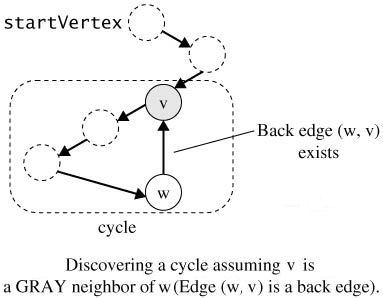 startVertex
v
Back edge (w, v)
exists
w
cycle
Discovering a cycle assuming v is
a GRAY neighbor of w(Edge (w, v) is a back edge).